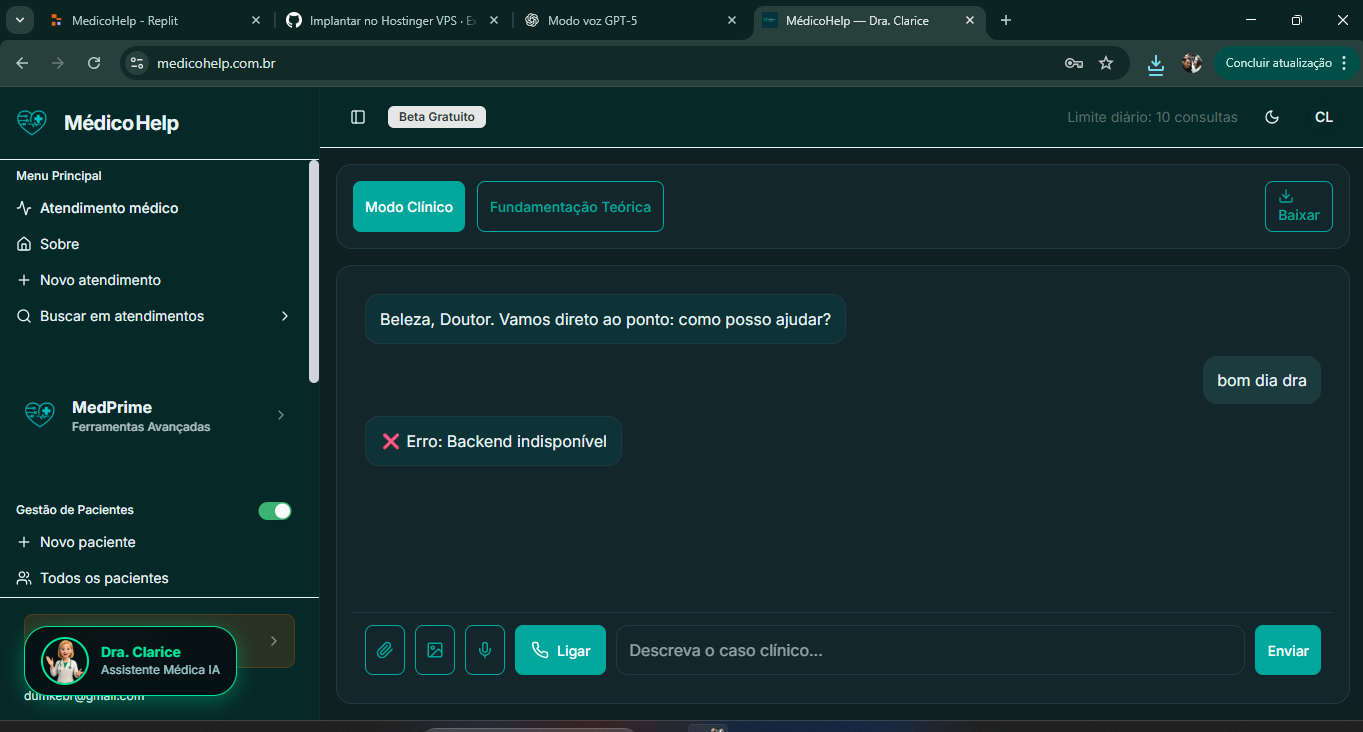 MédicoHelp - Replit
Implantar no Hostinger VPS · Ex
Modo voz GPT-5
MédicoHelp — Dra. Clarice
medicohelp.com.br
Concluir atualização
MédicoHelp
Beta Gratuito
Limite diário: 10 consultas
CL
Menu Principal
Atendimento médico
Sobre
Novo atendimento
Buscar em atendimentos
MedPrime
Ferramentas Avançadas
Gestão de Pacientes
Novo paciente
Todos os pacientes
Dra. Clarice
Assistente Médica IA
dumkebr@gmail.com
Modo Clínico
Fundamentação Teórica
Baixar
Beleza, Doutor. Vamos direto ao ponto: como posso ajudar?
bom dia dra
❌ Erro: Backend indisponível
Ligar
Descreva o caso clínico...
Enviar